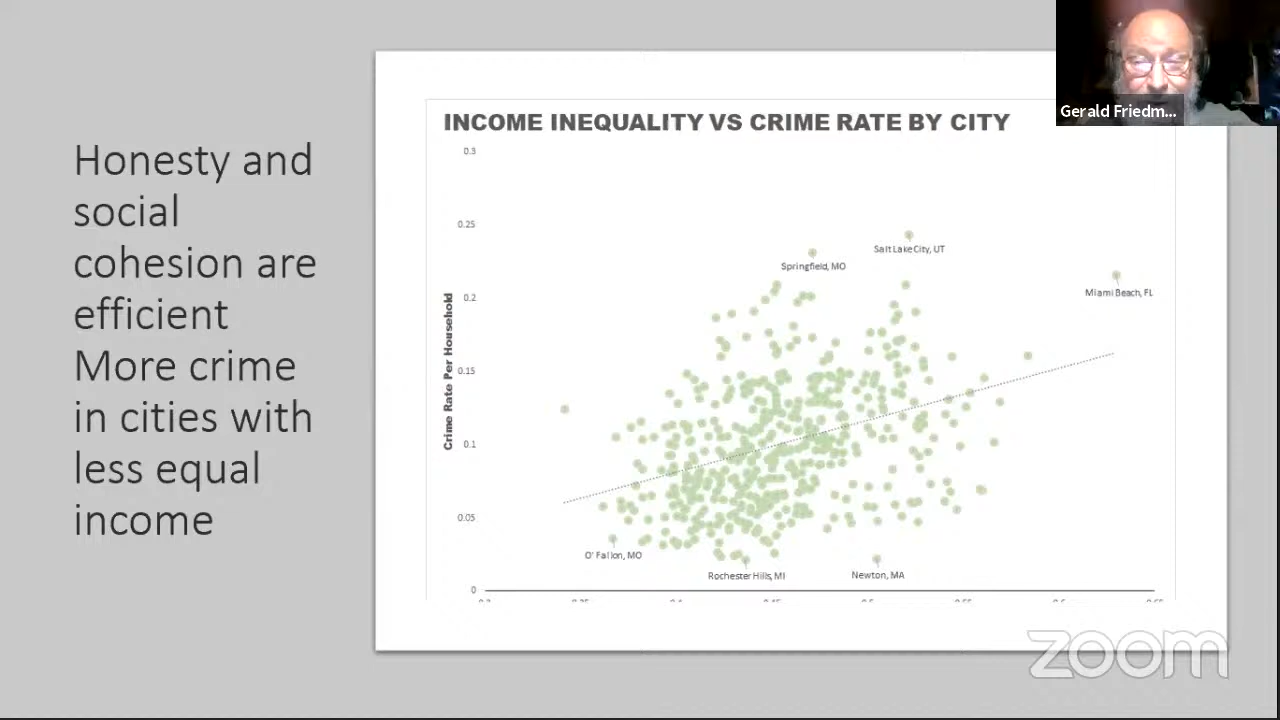 Honesty and
social
cohesion are
efficient
More crime
in cities with
less equal
income
INCOME INEQUALITY VS CRIME RATE BY CITY
Gerald Friedm...
0.3
0.25
0.2
0.15
0.1
0.05
0
Crime Rate Per Household
Salt Lake City, UT
Springfield, MO
Miami Beach, FL
O' Fallon, MO
Rochester Hills, MI
Newton, MA
zoom